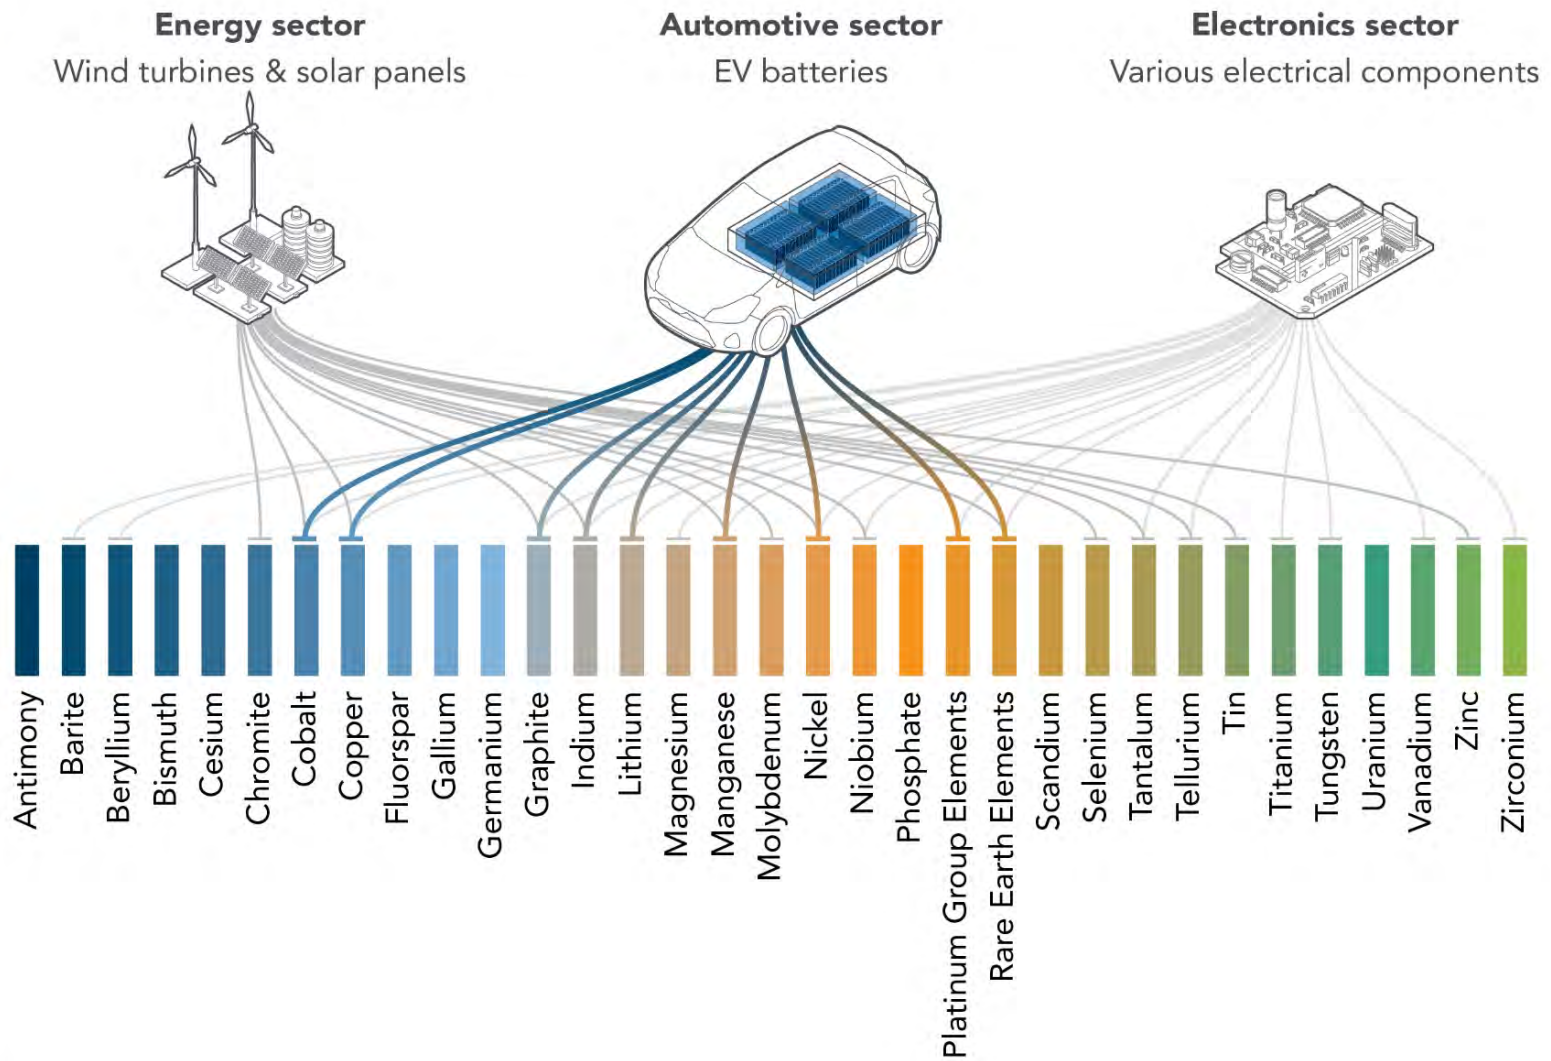 Energy sector
Wind turbines & solar panels
Automotive sector
EV batteries
Electronics sector
Various electrical components
Antimony
Barite
Beryllium
Bismuth
Cesium
Chromite
Cobalt
Copper
Fluorspar
Gallium
Germanium
Graphite
Indium
Lithium
Magnesium
Manganese
Molybdenum
Nickel
Niobium
Phosphate
Platinum Group Elements
Rare Earth Elements
Scandium
Selenium
Tantalum
Tellurium
Tin
Titanium
Tungsten
Uranium
Vanadium
Zinc
Zirconium